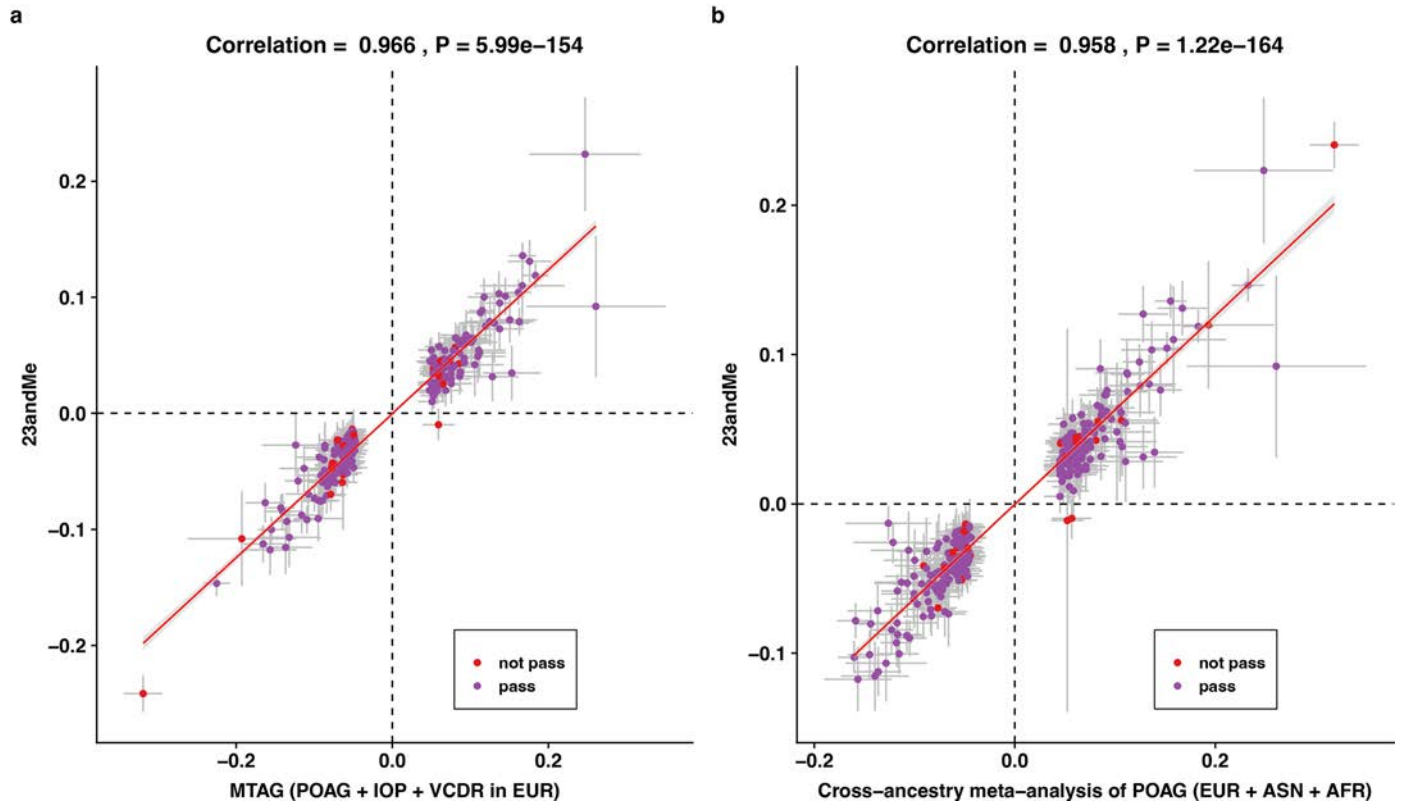 a
Correlation =  0.966 , P = 5.99e−154
23andMe
0.2
0.1
0.0
−0.1
−0.2
−0.2 0.0 0.2
MTAG (POAG + IOP + VCDR in EUR)
not pass
pass
b
Correlation =  0.958 , P = 1.22e−164
23andMe
0.2
0.1
0.0
−0.1
−0.2 0.0 0.2
Cross−ancestry meta−analysis of POAG (EUR + ASN + AFR)
not pass
pass